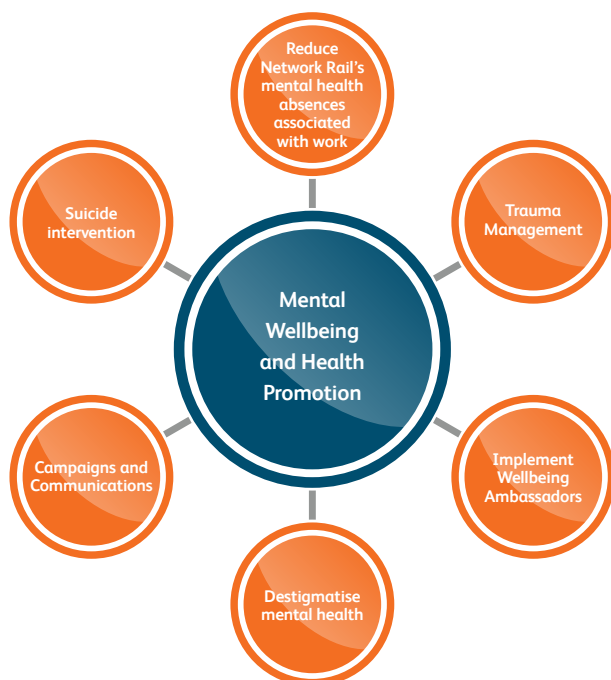 Reduce
Network Rail's
mental health
absences
associated
with work
Suicide
intervention
Trauma
Management
Mental
Wellbeing
and Health
Promotion
Campaigns and
Communications
Implement
Wellbeing
Ambassadors
Destigmatise
mental health